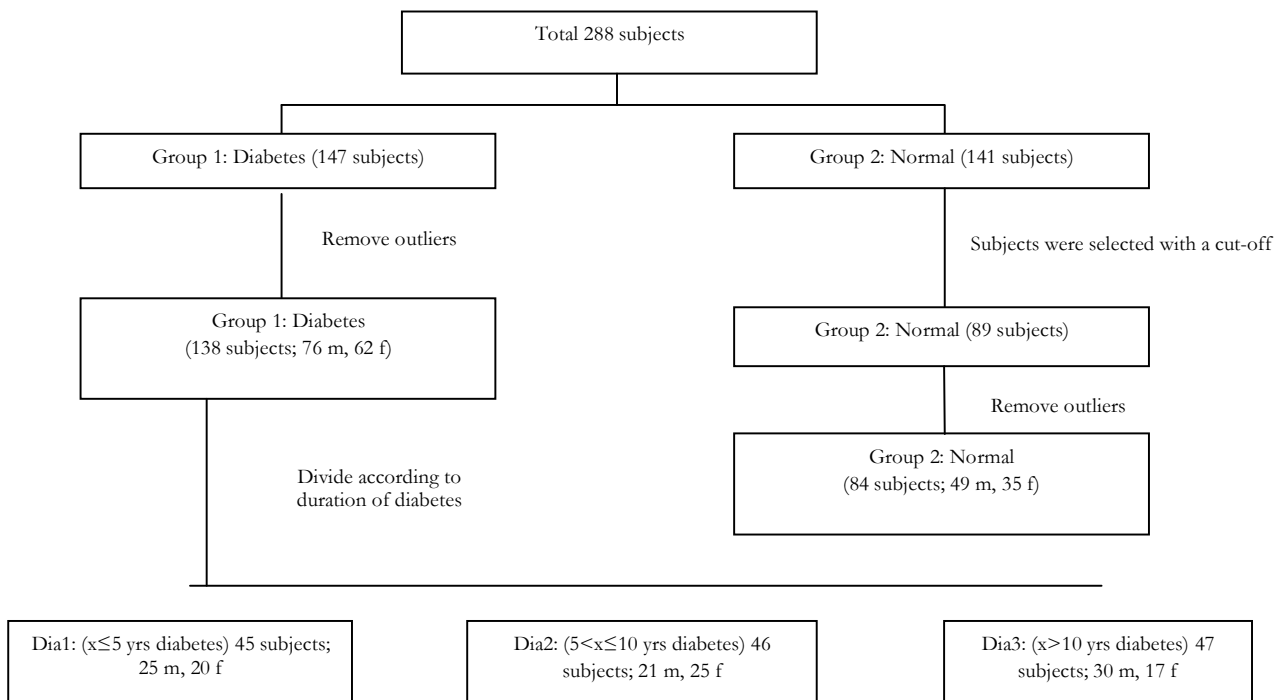 Total 288 subjects
Group 1: Diabetes (147 subjects)
Group 2: Normal (141 subjects)
Remove outliers
Subjects were selected with a cut-off
Group 1: Diabetes
(138 subjects; 76 m, 62 f)
Group 2: Normal (89 subjects)
Remove outliers
Group 2: Normal
(84 subjects; 49 m, 35 f)
Divide according to
duration of diabetes
Dia1: (x≤5 yrs diabetes) 45 subjects;
25 m, 20 f
Dia2: (5<x≤10 yrs diabetes) 46
subjects; 21 m, 25 f
Dia3: (x>10 yrs diabetes) 47
subjects; 30 m, 17 f